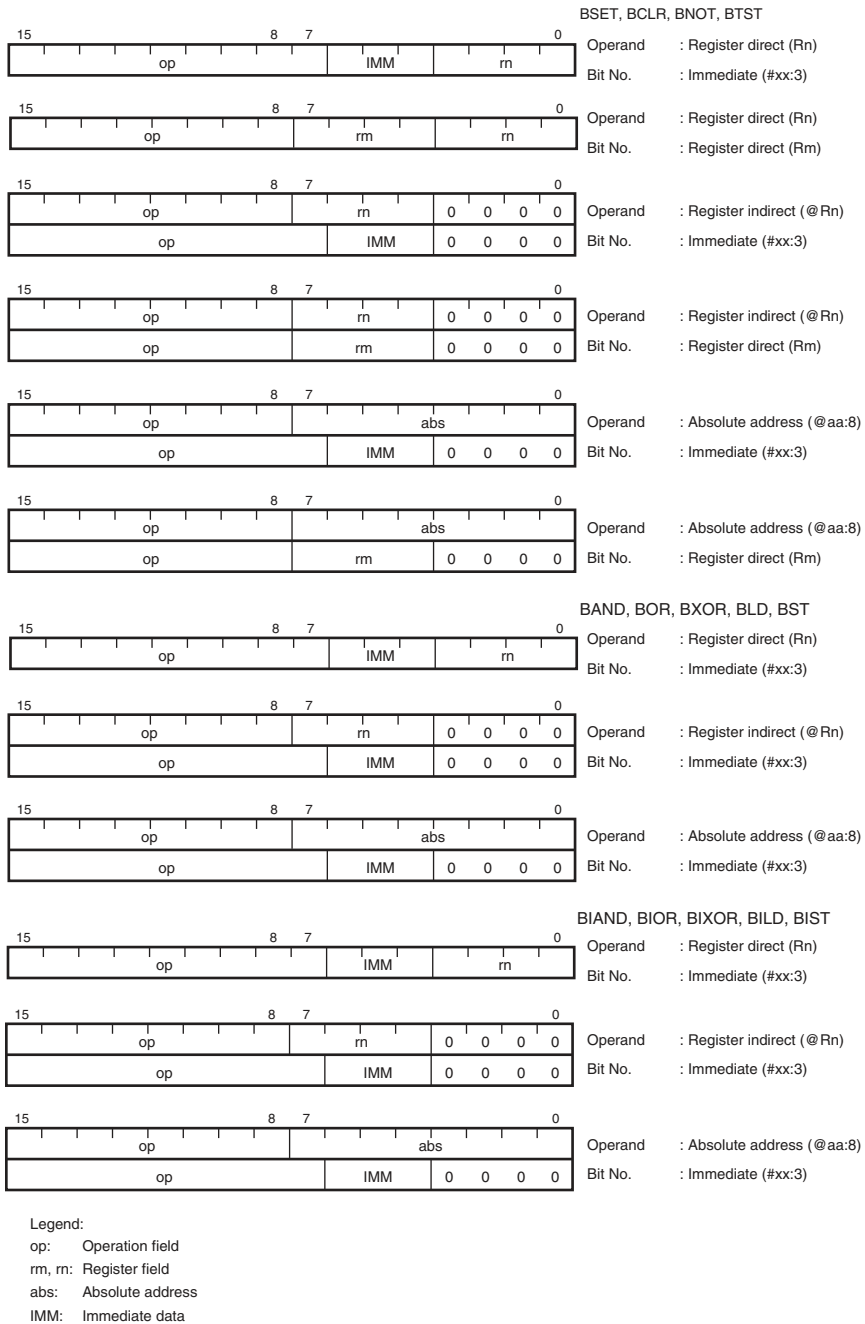 BSET, BCLR, BNOT, BTST
15 8 7 0
Operand : Register direct (Rn)
op IMM rn
Bit No. : Immediate (#xx:3)
15 8 7 0
Operand : Register direct (Rn)
op rm rn
Bit No. : Register direct (Rm)
15 8 7 0
op rn 0 0 0 0 Operand : Register indirect (@Rn)
op IMM 0 0 0 0 Bit No. : Immediate (#xx:3)
15 8 7 0
op rn 0 0 0 0 Operand : Register indirect (@Rn)
op rm 0 0 0 0 Bit No. : Register direct (Rm)
15 8 7 0
op abs Operand : Absolute address (@aa:8)
op IMM 0 0 0 0 Bit No. : Immediate (#xx:3)
15 8 7 0
op abs Operand : Absolute address (@aa:8)
op rm 0 0 0 0 Bit No. : Register direct (Rm)
BAND, BOR, BXOR, BLD, BST
15 8 7 0
Operand : Register direct (Rn)
op IMM rn
Bit No. : Immediate (#xx:3)
15 8 7 0
op rn 0 0 0 0 Operand : Register indirect (@Rn)
op IMM 0 0 0 0 Bit No. : Immediate (#xx:3)
15 8 7 0
op abs Operand : Absolute address (@aa:8)
op IMM 0 0 0 0 Bit No. : Immediate (#xx:3)
BIAND, BIOR, BIXOR, BILD, BIST
15 8 7 0
Operand : Register direct (Rn)
op IMM rn
Bit No. : Immediate (#xx:3)
15 8 7 0
op rn 0 0 0 0 Operand : Register indirect (@Rn)
op IMM 0 0 0 0 Bit No. : Immediate (#xx:3)
15 8 7 0
op abs Operand : Absolute address (@aa:8)
op IMM 0 0 0 0 Bit No. : Immediate (#xx:3)
Legend:
op: Operation field
rm, rn: Register field
abs: Absolute address
IMM: Immediate data